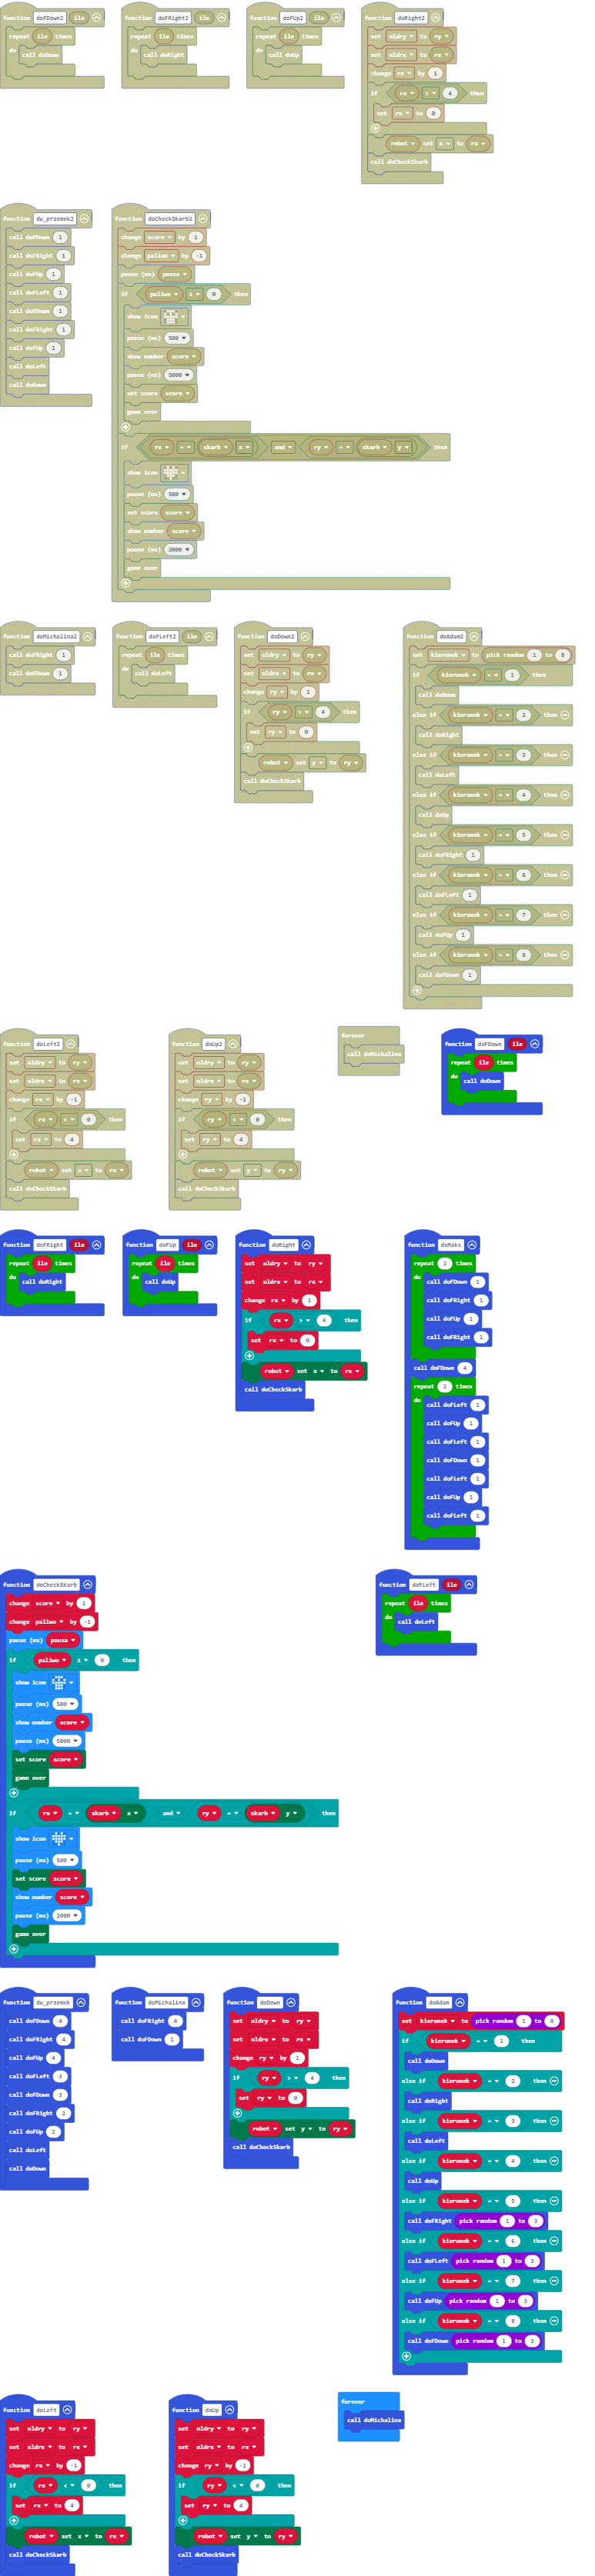 function doFDown2 ile
repeat ile times
do call doDown
function doFRight2 ile
repeat ile times
do call doRight
function doFUp2 ile
repeat ile times
do call doUp
function doRight2
set oldry to ry
set oldrx to rx
change rx by 1
if rx > 4 then
set rx to 0
robot set x to rx
call doCheckSkarb
function du_przemek2
call doFDown 1
call doFRight 1
call doFUp 1
call doFLeft 1
call doFDown 1
call doFRight 1
call doFUp 1
call doLeft
call doDown
function doCheckSkarb2
change score by 1
change paliwo by -1
pause (ms) pausa
if paliwo ≤ 0 then
show icon
pause (ms) 500
show number score
pause (ms) 5000
set score score
game over
if rx = skarb x and ry = skarb y then
show icon
pause (ms) 500
set score score
show number score
pause (ms) 2000
game over
function doMichalina2
call doFRight 1
call doFDown 1
function doFLeft2 ile
repeat ile times
do call doLeft
function doDown2
set oldry to ry
set oldrx to rx
change ry by 1
if ry > 4 then
set ry to 0
robot set y to ry
call doCheckSkarb
function doAdam2
set kierunek to pick random 1 to 8
if kierunek = 1 then
call doDown
else if kierunek = 2 then
call doRight
else if kierunek = 3 then
call doLeft
else if kierunek = 4 then
call doUp
else if kierunek = 5 then
call doFRight 1
else if kierunek = 6 then
call doFLeft 1
else if kierunek = 7 then
call doFUp 1
else if kierunek = 8 then
call doFDown 1
function doLeft2
set oldry to ry
set oldrx to rx
change rx by -1
if rx < 0 then
set rx to 4
robot set x to rx
call doCheckSkarb
function doUp2
set oldry to ry
set oldrx to rx
change ry by -1
if ry < 0 then
set ry to 4
robot set y to ry
call doCheckSkarb
forever
call doMichalina
function doFDown ile
repeat ile times
do call doDown
function doFRight ile
repeat ile times
do call doRight
function doFUp ile
repeat ile times
do call doUp
function doRight
set oldry to ry
set oldrx to rx
change rx by 1
if rx > 4 then
set rx to 0
robot set x to rx
call doCheckSkarb
function doMaks
repeat 2 times
do call doFDown 1
call doFRight 1
call doFUp 1
call doFRight 1
call doFDown 4
repeat 2 times
do call doFLeft 1
call doFUp 1
call doFLeft 1
call doFDown 1
call doFLeft 1
call doFUp 1
call doFLeft 1
function doCheckSkarb
change score by 1
change paliwo by -1
pause (ms) pausa
if paliwo ≤ 0 then
show icon
pause (ms) 500
show number score
pause (ms) 5000
set score score
game over
if rx = skarb x and ry = skarb y then
show icon
pause (ms) 500
set score score
show number score
pause (ms) 2000
game over
function doFLeft ile
repeat ile times
do call doLeft
function du_przemek
call doFDown 4
call doFRight 4
call doFUp 4
call doFLeft 3
call doFDown 3
call doFRight 2
call doFUp 2
call doLeft
call doDown
function doMichalina
call doFRight 4
call doFDown 1
function doDown
set oldry to ry
set oldrx to rx
change ry by 1
if ry > 4 then
set ry to 0
robot set y to ry
call doCheckSkarb
function doAdam
set kierunek to pick random 1 to 8
if kierunek = 1 then
call doDown
else if kierunek = 2 then
call doRight
else if kierunek = 3 then
call doLeft
else if kierunek = 4 then
call doUp
else if kierunek = 5 then
call doFRight pick random 1 to 3
else if kierunek = 6 then
call doFLeft pick random 1 to 3
else if kierunek = 7 then
call doFUp pick random 1 to 3
else if kierunek = 8 then
call doFDown pick random 1 to 3
function doLeft
set oldry to ry
set oldrx to rx
change rx by -1
if rx < 0 then
set rx to 4
robot set x to rx
call doCheckSkarb
function doUp
set oldry to ry
set oldrx to rx
change ry by -1
if ry < 0 then
set ry to 4
robot set y to ry
call doCheckSkarb
forever
call doMichalina